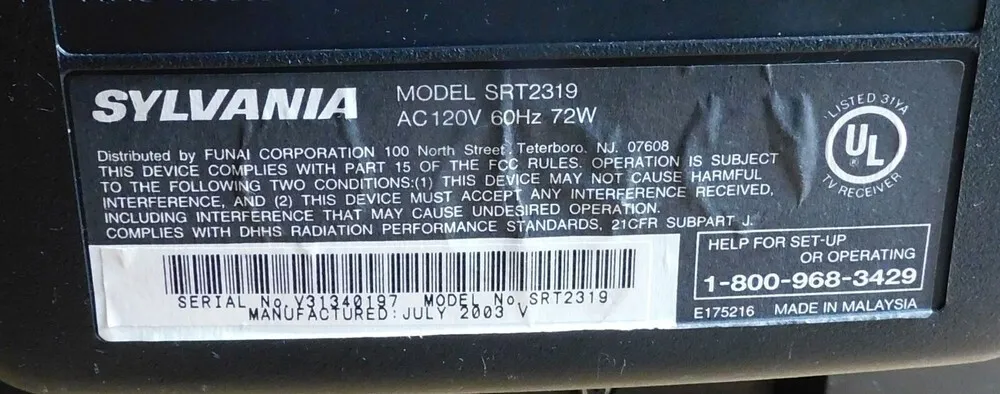 SYLVANIA
MODEL SRT2319
AC 120V 60Hz 72W
Distributed by FUNAI CORPORATION 100 North Street, Teterboro, NJ. 07608
THIS DEVICE COMPLIES WITH PART 15 OF THE FCC RULES. OPERATION IS SUBJECT
TO THE FOLLOWING TWO CONDITIONS:(1) THIS DEVICE MAY NOT CAUSE HARMFUL
INTERFERENCE, AND (2) THIS DEVICE MUST ACCEPT ANY INTERFERENCE RECEIVED,
INCLUDING INTERFERENCE THAT MAY CAUSE UNDESIRED OPERATION.
COMPLIES WITH DHHS RADIATION PERFORMANCE STANDARDS, 21CFR SUBPART J.
LISTED 31YA
UL
TV RECEIVER
SERIAL No. V31340197 MODEL No. SRT2319
MANUFACTURED: JULY 2003 V
HELP FOR SET-UP
OR OPERATING
1-800-968-3429
E175216 MADE IN MALAYSIA